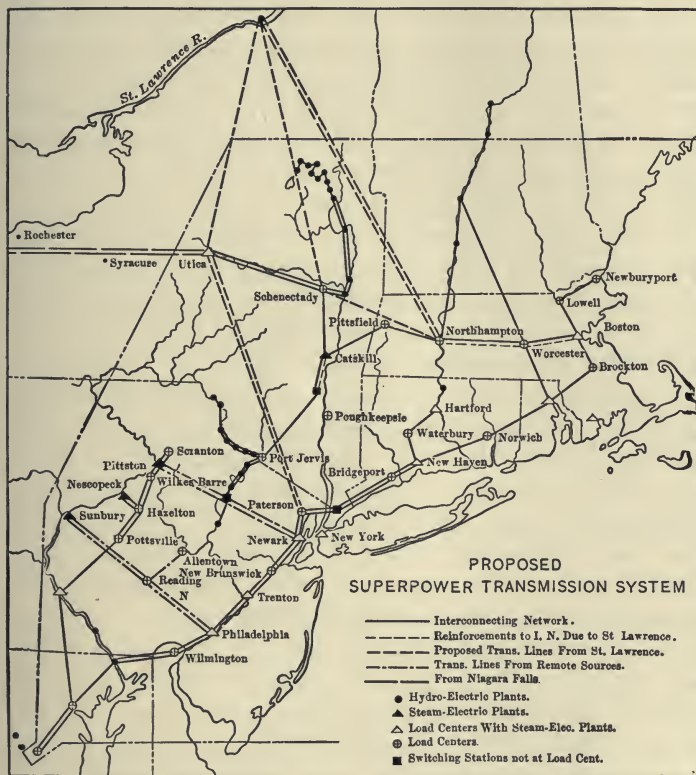 St. Lawrence R.
Rochester
Syracuse
Utica
Schenectady
Newburyport
Lowell
Pittsfield
Northhampton
Boston
Worcester
Catskill
Brockton
Poughkeepsie
Hartford
Waterbury
Norwich
Scranton
Port Jervis
Pittston
Bridgeport
New Haven
Wilkes Barre
Nescopeck
Paterson
Sunbury
Hazelton
Newark
New York
Pottsville
Allentown
New Brunswick
Reading
N
Trenton
Philadelphia
Wilmington
PROPOSED
SUPERPOWER TRANSMISSION SYSTEM
Interconnecting Network.
Reinforcements to I. N. Due to St Lawrence.
Proposed Trans. Lines From St. Lawrence.
Trans. Lines From Remote Sources.
From Niagara Falls.
Hydro-Electric Plants.
Steam-Electric Plants.
Load Centers With Steam-Elec. Plants.
Load Centers.
Switching Stations not at Load Cent.